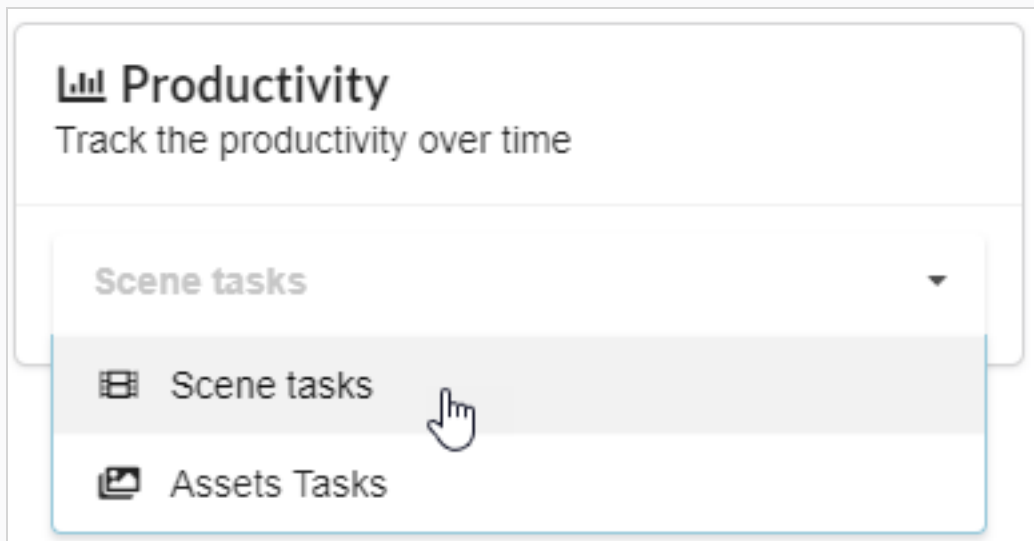 Productivity
Track the productivity over time
Scene tasks
Scene tasks
Assets Tasks